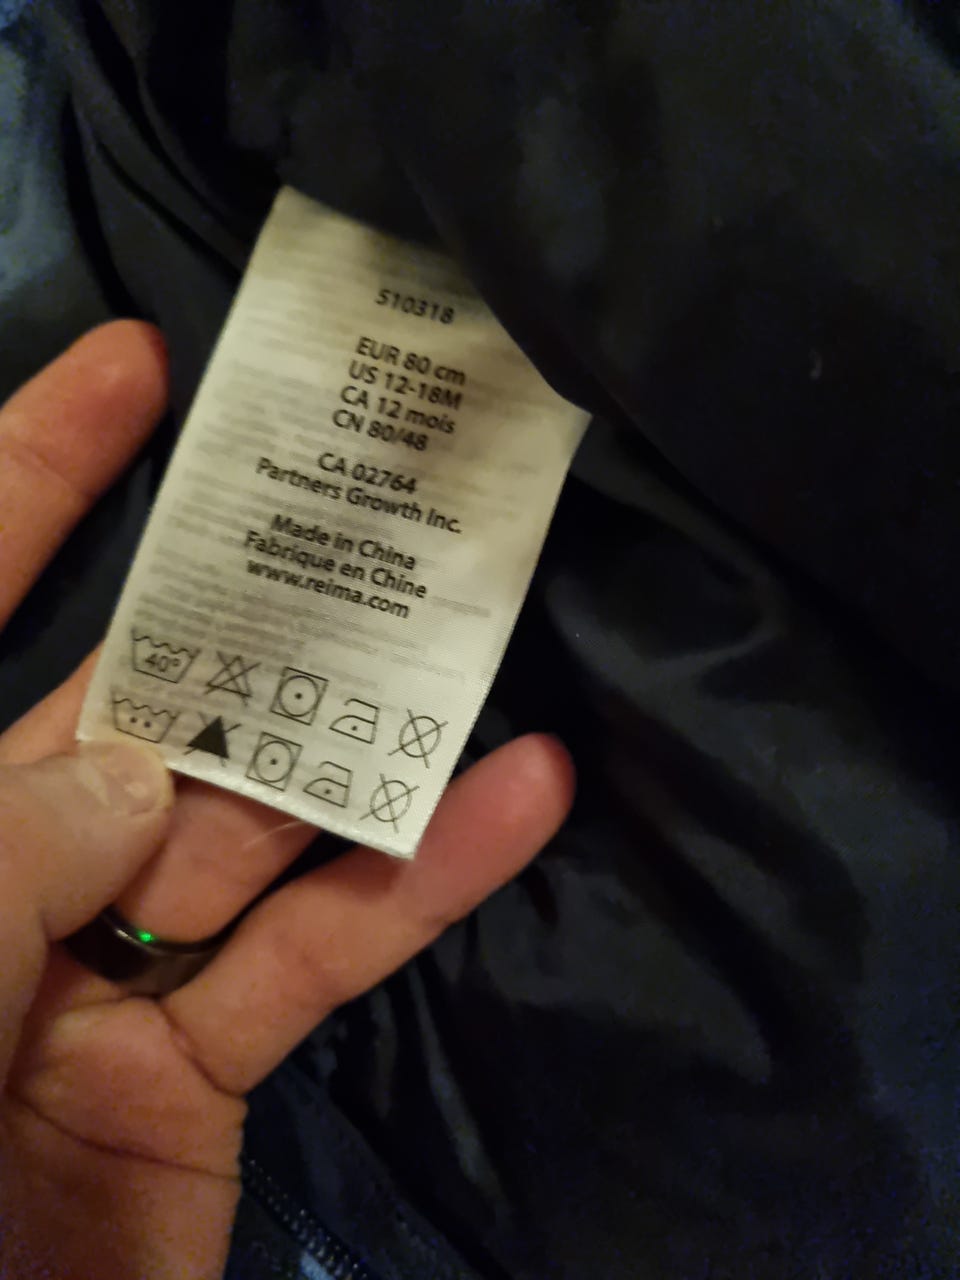 510318
EUR 80 cm
US 12-18M
CA 12 mois
CN 80/48
CA 02764
Partners Growth Inc.
Made in China
Fabrique en Chine
www.reima.com
40°